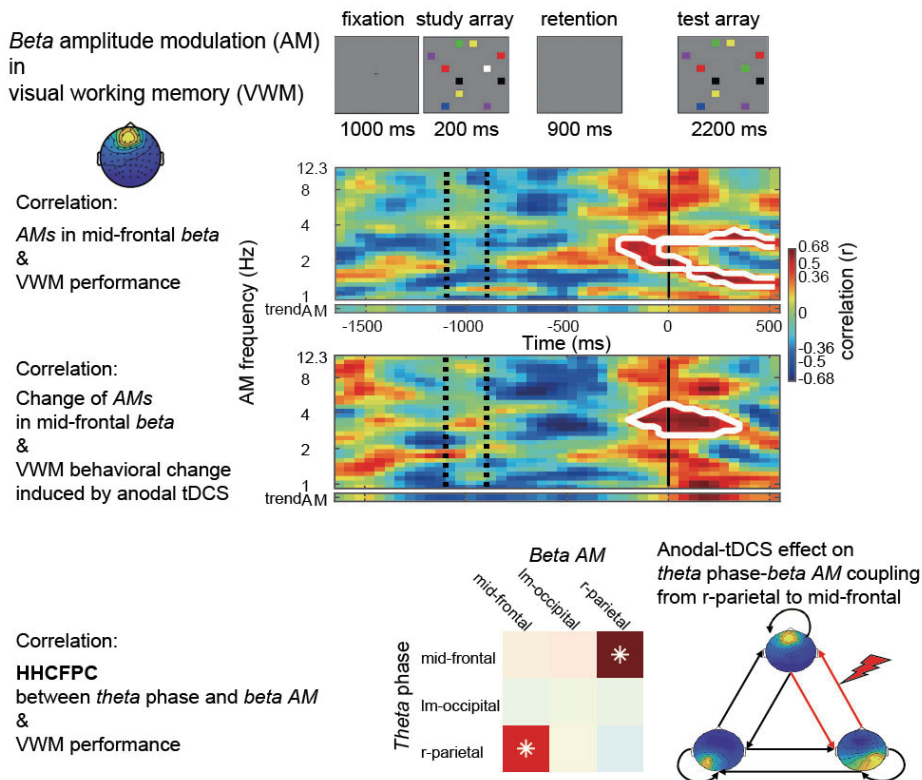 Beta amplitude modulation (AM)
in
visual working memory (VWM)
fixation
study array
retention
test array
1000 ms
200 ms
900 ms
2200 ms
Correlation:
AMs in mid-frontal beta
&
VWM performance
AM frequency (Hz)
12.3
8
4
2
1
trendAM
-1500
-1000
-500
0
500
Time (ms)
0.68
0.5
0.36
0
-0.36
-0.5
-0.68
correlation (r)
Correlation:
Change of AMs
in mid-frontal beta
&
VWM behavioral change
induced by anodal tDCS
12.3
8
4
2
1
trendAM
Beta AM
mid-frontal
lm-occipital
r-parietal
Theta phase
mid-frontal
lm-occipital
r-parietal
*
*
Correlation:
HHCFPC
between theta phase and beta AM
&
VWM performance
Anodal-tDCS effect on
theta phase-beta AM coupling
from r-parietal to mid-frontal